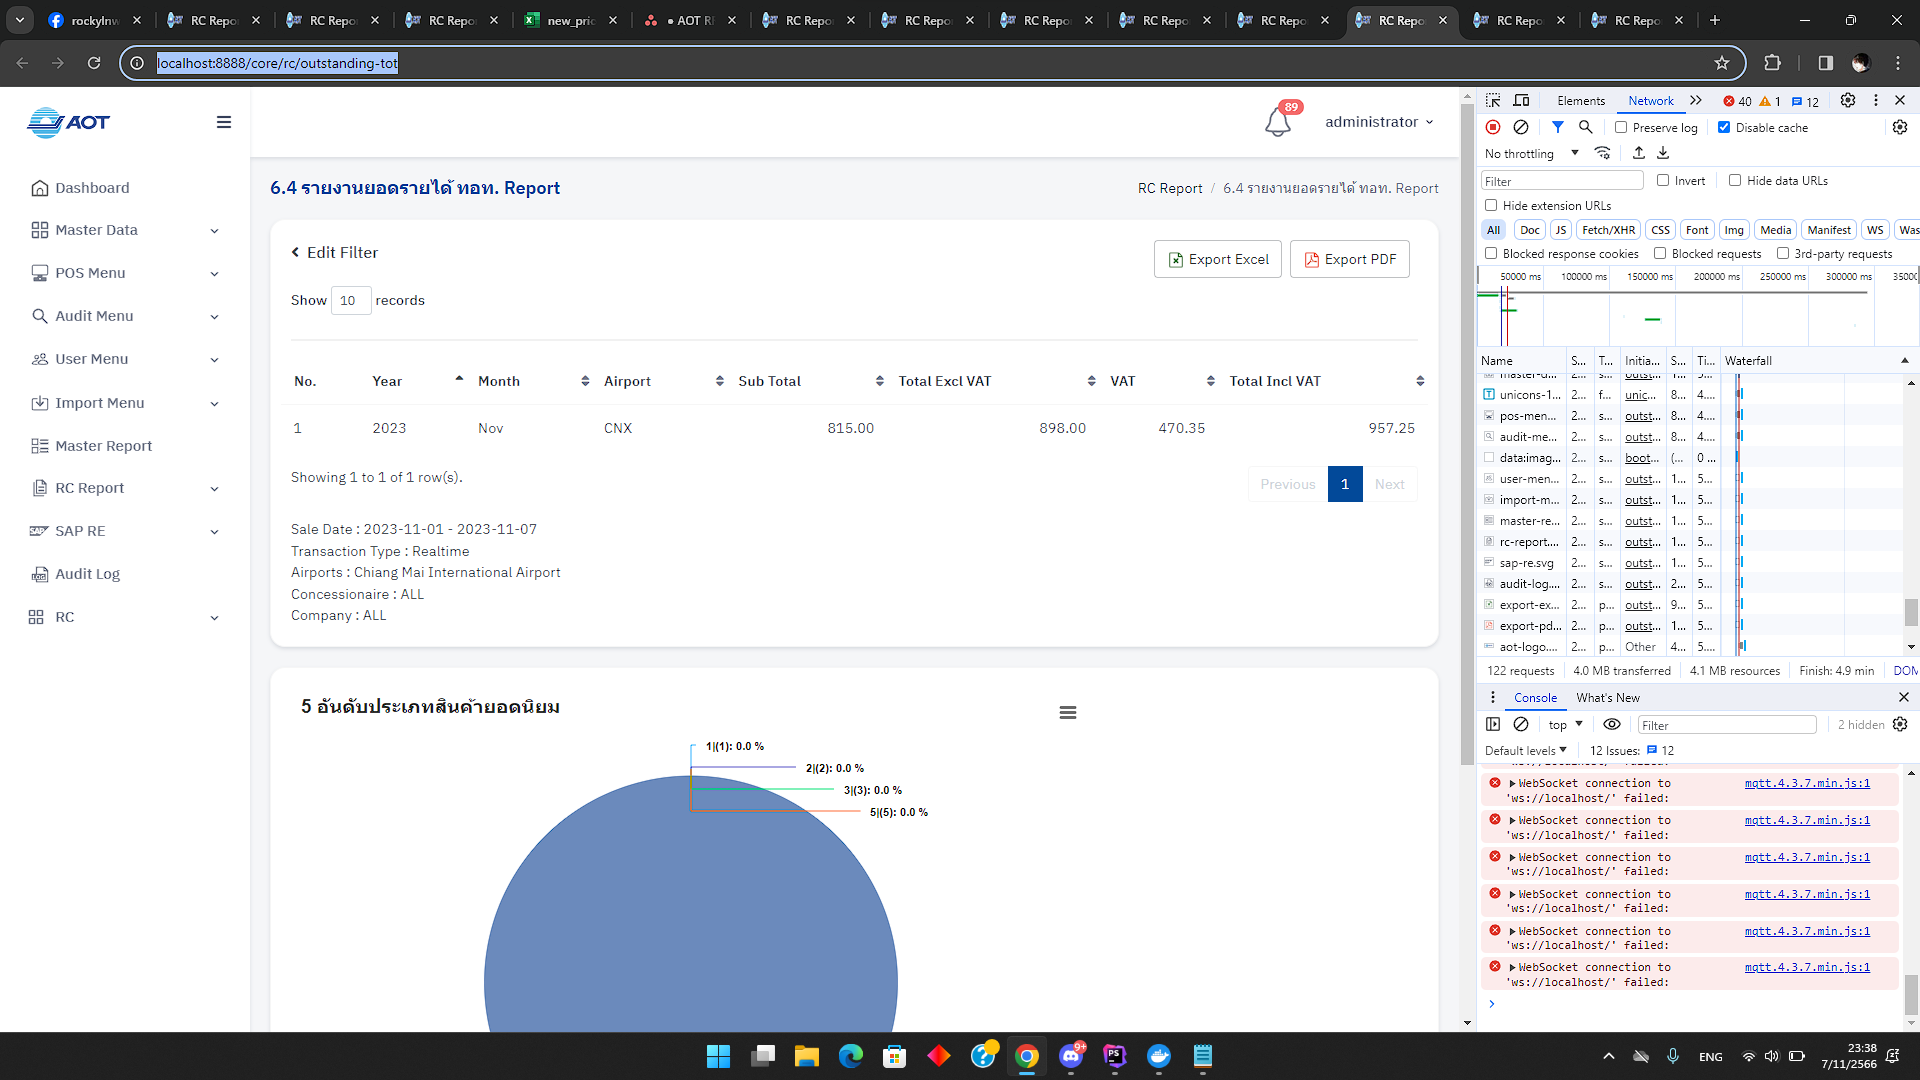 rockylnw
RC Repo
RC Repo
RC Repo
new_pric
● AOT RI
RC Repo
RC Repo
RC Repo
RC Repo
RC Repo
RC Repo
RC Repo
RC Repo
localhost:8888/core/rc/outstanding-tot
AOT
Dashboard
Master Data
POS Menu
Audit Menu
User Menu
Import Menu
Master Report
RC Report
SAP RE
Audit Log
RC
89
administrator
6.4 รายงานยอดรายได้ ทอท. Report
RC Report / 6.4 รายงานยอดรายได้ ทอท. Report
Edit Filter
Export Excel
Export PDF
Show 10 records
No. Year Month Airport Sub Total Total Excl VAT VAT Total Incl VAT
1 2023 Nov CNX 815.00 898.00 470.35 957.25
Showing 1 to 1 of 1 row(s).
Previous 1 Next
Sale Date : 2023-11-01 - 2023-11-07
Transaction Type : Realtime
Airports : Chiang Mai International Airport
Concessionaire : ALL
Company : ALL
5 อันดับประเภทสินค้ายอดนิยม
1|(1): 0.0 %
2|(2): 0.0 %
3|(3): 0.0 %
5|(5): 0.0 %
Elements Network 40 1 12
Preserve log Disable cache
No throttling
Filter Invert Hide data URLs
Hide extension URLs
All Doc JS Fetch/XHR CSS Font Img Media Manifest WS Was
Blocked response cookies Blocked requests 3rd-party requests
50000 ms 100000 ms 150000 ms 200000 ms 250000 ms 300000 ms 35000
Name S... T... Initia... S... Ti... Waterfall
unicons-1... 2... f... unic... 8... 4....
pos-men... 2... s... outst... 8... 4....
audit-me... 2... s... outst... 8... 4....
data:imag... 2... s... boot... (... 0 ...
user-men... 2... s... outst... 1... 5...
import-m... 2... s... outst... 1... 5...
master-re... 2... s... outst... 1... 5...
rc-report.... 2... s... outst... 1... 5...
sap-re.svg 2... s... outst... 1... 5...
audit-log.... 2... s... outst... 2... 5...
export-ex... 2... p... outst... 9... 5...
export-pd... 2... p... outst... 1... 5...
aot-logo.... 2... p... Other 4... 5....
122 requests 4.0 MB transferred 4.1 MB resources Finish: 4.9 min DOM
Console What's New
top Filter 2 hidden
Default levels 12 Issues: 12
'ws://localhost/' failed:
WebSocket connection to mqtt.4.3.7.min.js:1
'ws://localhost/' failed:
WebSocket connection to mqtt.4.3.7.min.js:1
'ws://localhost/' failed:
WebSocket connection to mqtt.4.3.7.min.js:1
'ws://localhost/' failed:
WebSocket connection to mqtt.4.3.7.min.js:1
'ws://localhost/' failed:
WebSocket connection to mqtt.4.3.7.min.js:1
'ws://localhost/' failed:
WebSocket connection to mqtt.4.3.7.min.js:1
'ws://localhost/' failed:
9+
PS
ENG
23:38
7/11/2566